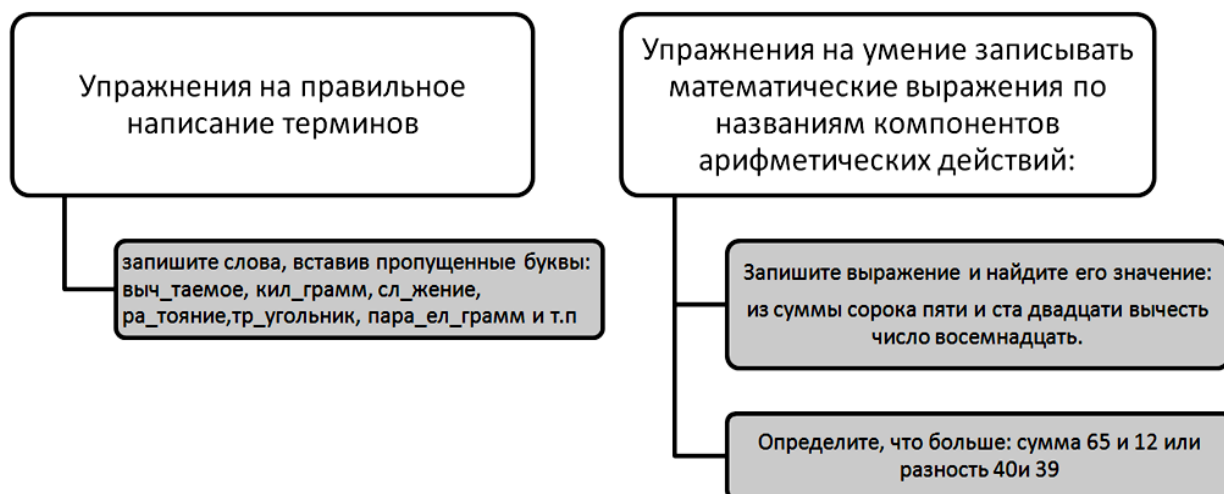 Упражнения на правильное
написание терминов
запишите слова, вставив пропущенные буквы:
выч_таемое, кил_грамм, сл_жение,
ра_тояние,тр_угольник, пара_ел_грамм и т.п
Упражнения на умение записывать
математические выражения по
названиям компонентов
арифметических действий:
Запишите выражение и найдите его значение:
из суммы сорока пяти и ста двадцати вычесть
число восемнадцать.
Определите, что больше: сумма 65 и 12 или
разность 40и 39